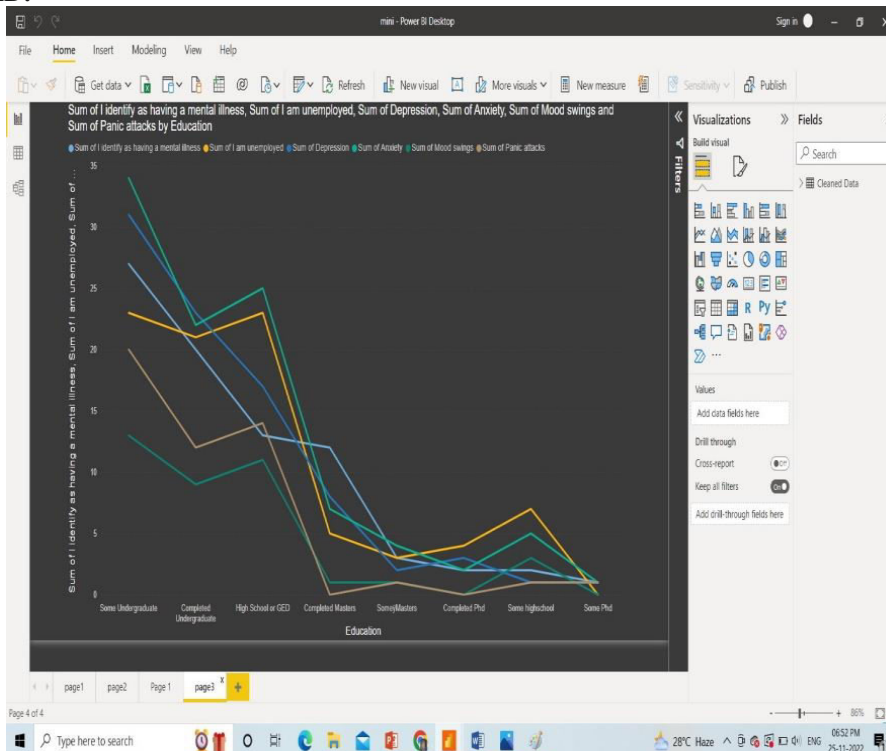 mini - Power BI Desktop
Sign in
File Home Insert Modeling View Help
Get data Refresh New visual More visuals New measure Sensitivity Publish
Sum of I identify as having a mental illness, Sum of I am unemployed, Sum of Depression, Sum of Anxiety, Sum of Mood swings and
Sum of Panic attacks by Education
Sum of I identify as having a mental illness Sum of I am unemployed Sum of Depression Sum of Anxiety Sum of Mood swings Sum of Panic attacks
Sum of I identify as having a mental illness, Sum of I am unemployed, Sum of ...
35
30
25
20
15
10
5
0
Some Undergraduate Completed Undergraduate High School or GED Completed Masters Some Masters Completed Phd Some highschool Some Phd
Education
Filters
Visualizations
Build visual
R Py
...
Values
Add data fields here
Drill through
Cross-report Off
Keep all filters On
Add drill-through fields here
Fields
Search
Cleaned Data
page1 page2 Page 1 page3 x +
Page 4 of 4
86%
Type here to search
28°C Haze ENG 06:52 PM
25-11-2022